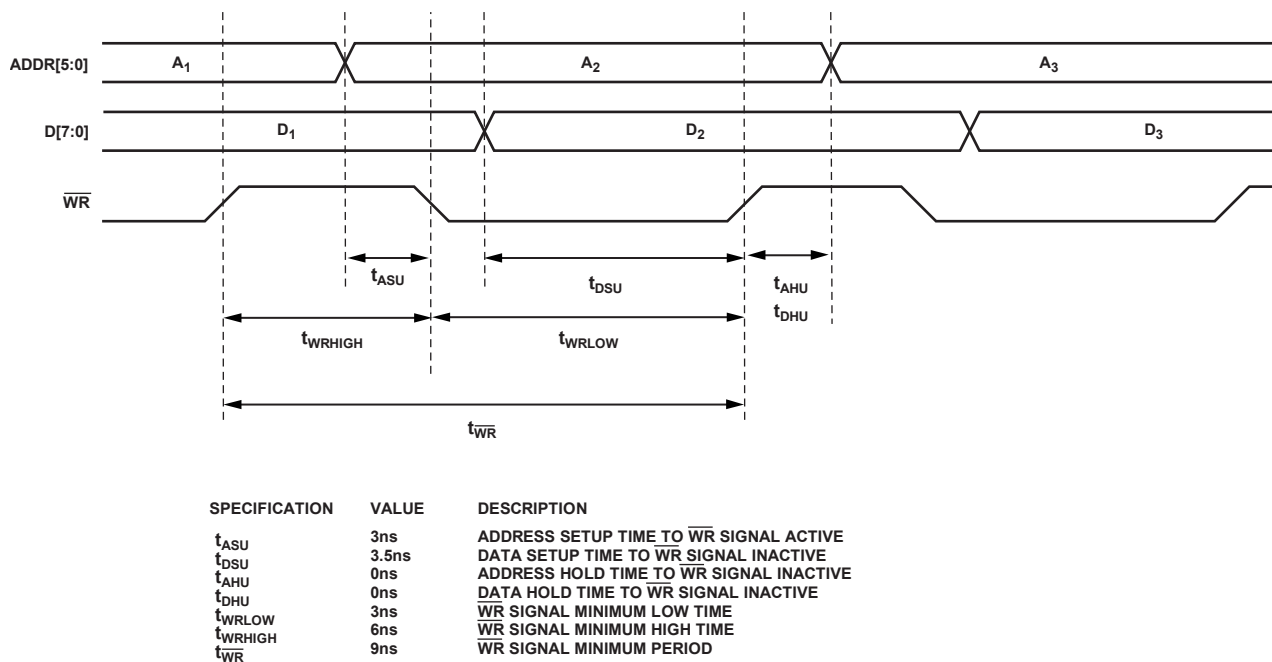 ADDR[5:0] A1 A2 A3
D[7:0] D1 D2 D3
WR
tASU tDSU tAHU
tDHU
tWRHIGH tWRLOW
tWR
SPECIFICATION VALUE DESCRIPTION
tASU 3ns ADDRESS SETUP TIME TO WR SIGNAL ACTIVE
tDSU 3.5ns DATA SETUP TIME TO WR SIGNAL INACTIVE
tAHU 0ns ADDRESS HOLD TIME TO WR SIGNAL INACTIVE
tDHU 0ns DATA HOLD TIME TO WR SIGNAL INACTIVE
tWRLOW 3ns WR SIGNAL MINIMUM LOW TIME
tWRHIGH 6ns WR SIGNAL MINIMUM HIGH TIME
tWR 9ns WR SIGNAL MINIMUM PERIOD